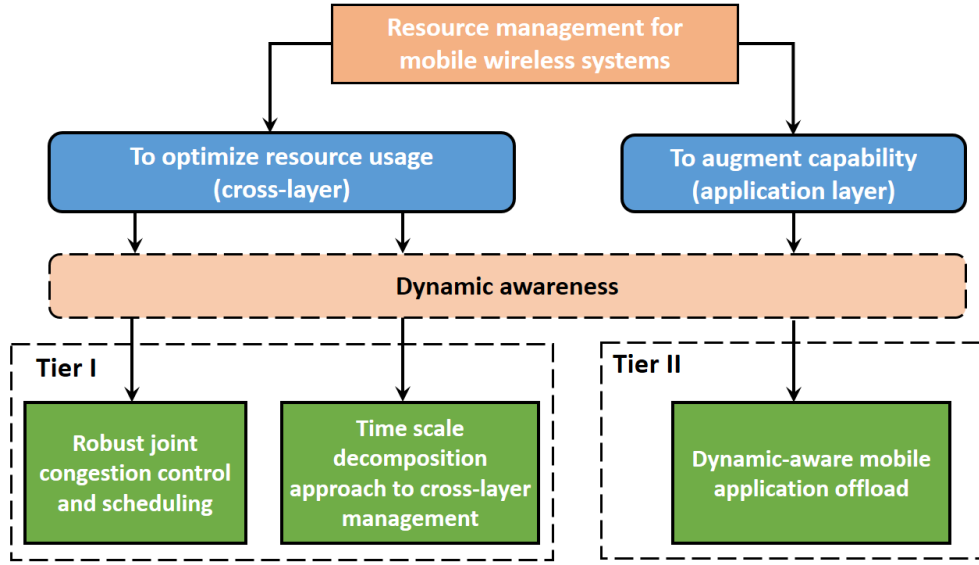 Resource management for
mobile wireless systems
To optimize resource usage
(cross-layer)
To augment capability
(application layer)
Dynamic awareness
Tier I
Robust joint
congestion control
and scheduling
Time scale
decomposition
approach to cross-layer
management
Tier II
Dynamic-aware mobile
application offload